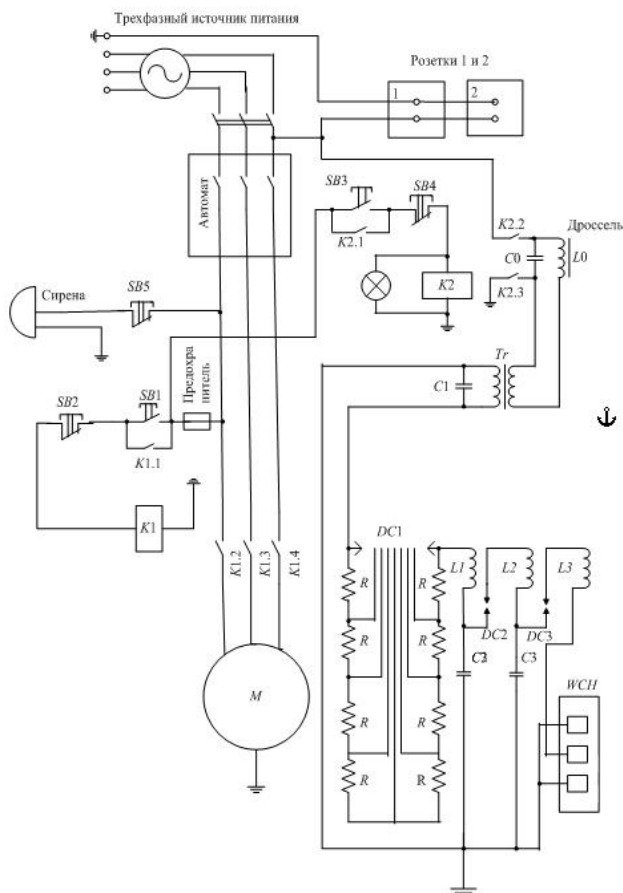 Трехфазный источник питания
Розетки 1 и 2
1
2
Автомат
SB3
SB4
K2.1
K2.2
Дроссель
C0
L0
K2
K2.3
Сирена
SB5
Tr
C1
SB2
SB1
Предохра
нитель
K1.1
K1
K1.2
K1.3
K1.4
DC1
L1
L2
L3
R
R
R
R
DC2
DC3
C3
R
R
M
WCH
R
R